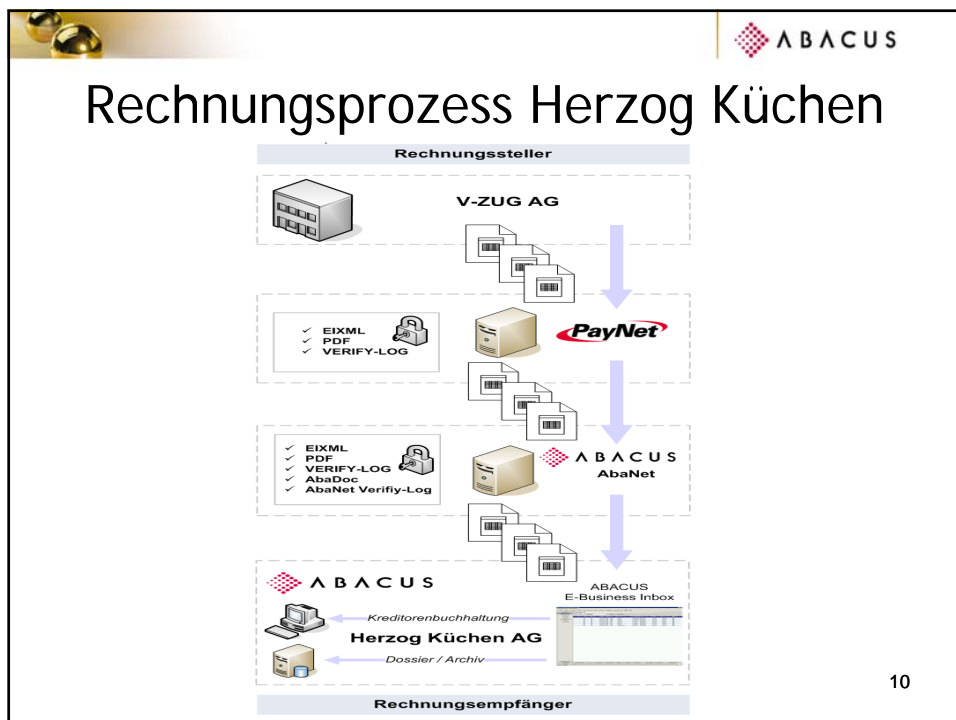 ABACUS
Rechnungsprozess Herzog Küchen
Rechnungssteller
V-ZUG AG
✓ EIXML
✓ PDF
✓ VERIFY-LOG
PayNet
✓ EIXML
✓ PDF
✓ VERIFY-LOG
✓ AbaDoc
✓ AbaNet Verifiy-Log
ABACUS
AbaNet
ABACUS
ABACUS
E-Business Inbox
Kreditorenbuchhaltung
Herzog Küchen AG
Dossier / Archiv
Rechnungsempfänger
10